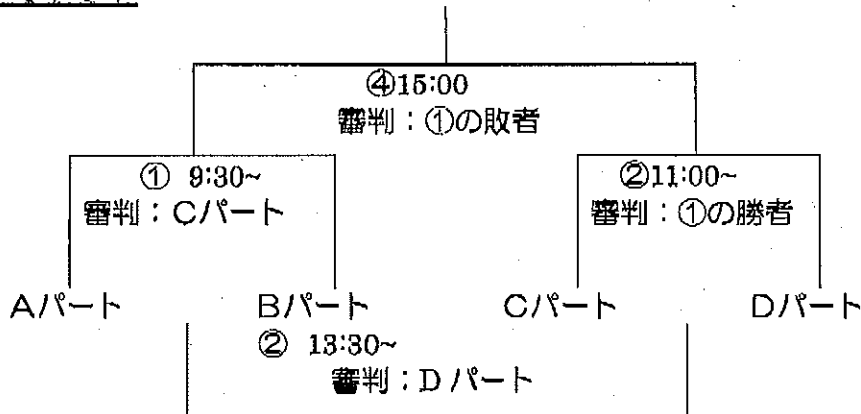 ④15:00
審判：①の敗者
① 9:30~
審判：Cパート
②11:00~
審判：①の勝者
Aパート
Bパート
Cパート
Dパート
② 13:30~
審判：Dパート